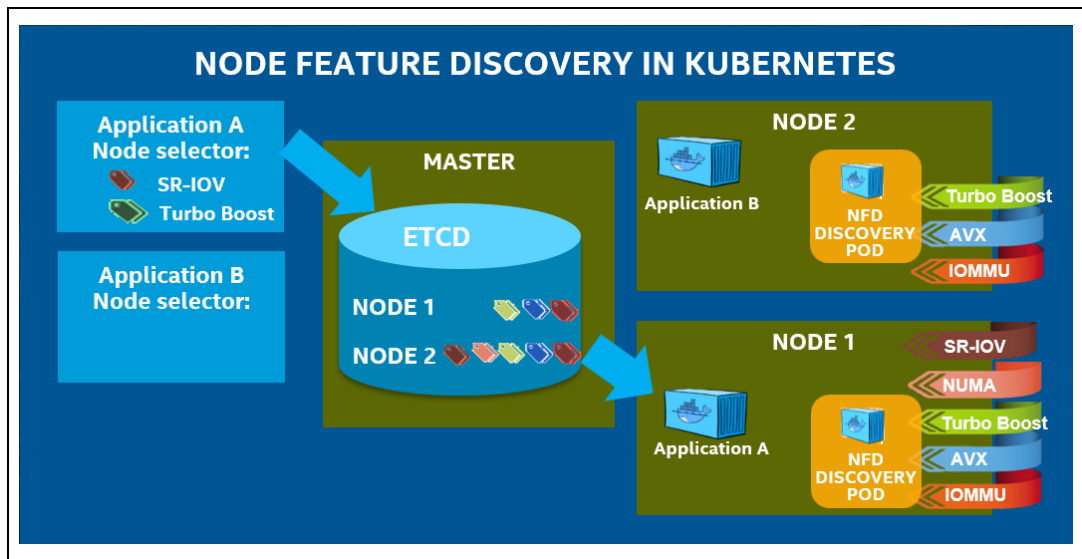 NODE FEATURE DISCOVERY IN KUBERNETES
Application A
Node selector:
SR-IOV
Turbo Boost
Application B
Node selector:
MASTER
ETCD
NODE 1
NODE 2
NODE 2
Application B
NFD
DISCOVERY
POD
Turbo Boost
AVX
IOMMU
NODE 1
Application A
NFD
DISCOVERY
POD
SR-IOV
NUMA
Turbo Boost
AVX
IOMMU